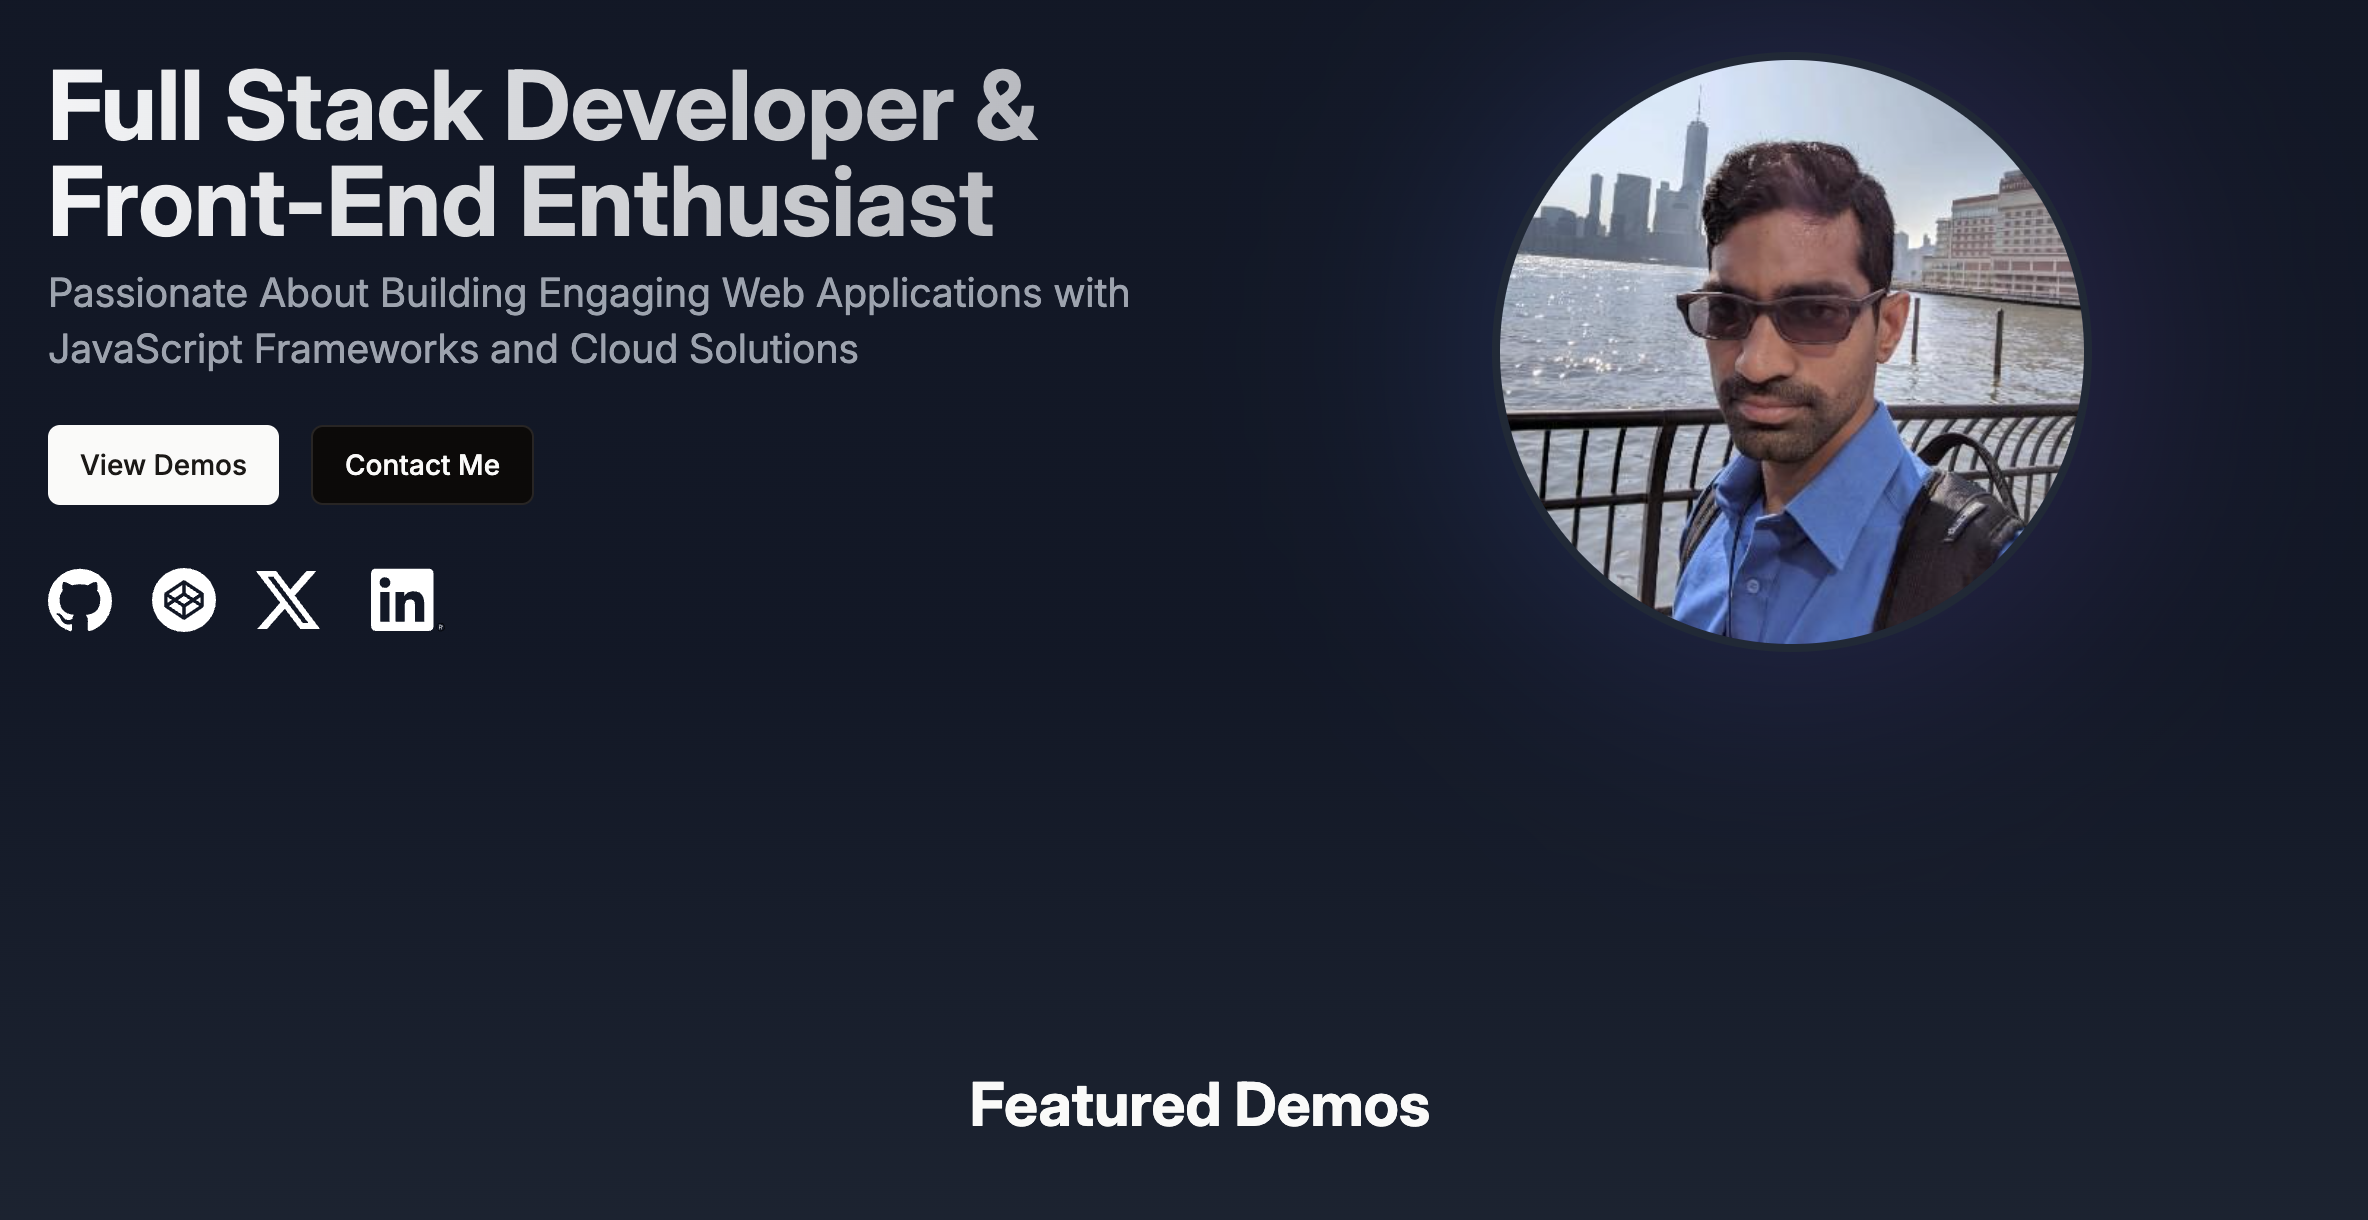 Full Stack Developer &
Front-End Enthusiast
Passionate About Building Engaging Web Applications with
JavaScript Frameworks and Cloud Solutions
View Demos
Contact Me
in
Featured Demos